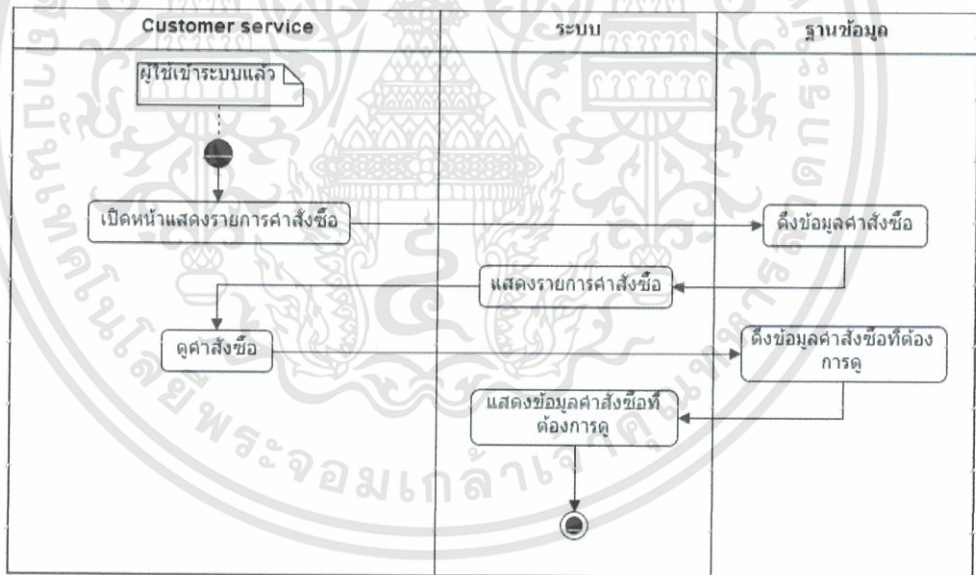 Customer service
ระบบ
ฐานข้อมูล
ผู้ใช้เข้าระบบแล้ว
เปิดหน้าแสดงรายการคำสั่งซื้อ
ดึงข้อมูลคำสั่งซื้อ
แสดงรายการคำสั่งซื้อ
ดูคำสั่งซื้อ
ดึงข้อมูลคำสั่งซื้อที่ต้อง
การดู
แสดงข้อมูลคำสั่งซื้อที่
ต้องการดู